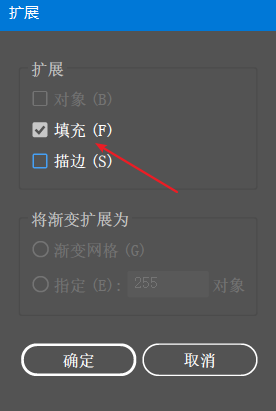 扩展
扩展
对象(B)
填充(F)
描边(S)
将渐变扩展为
渐变网格(G)
指定(E): 255 对象
确定 取消